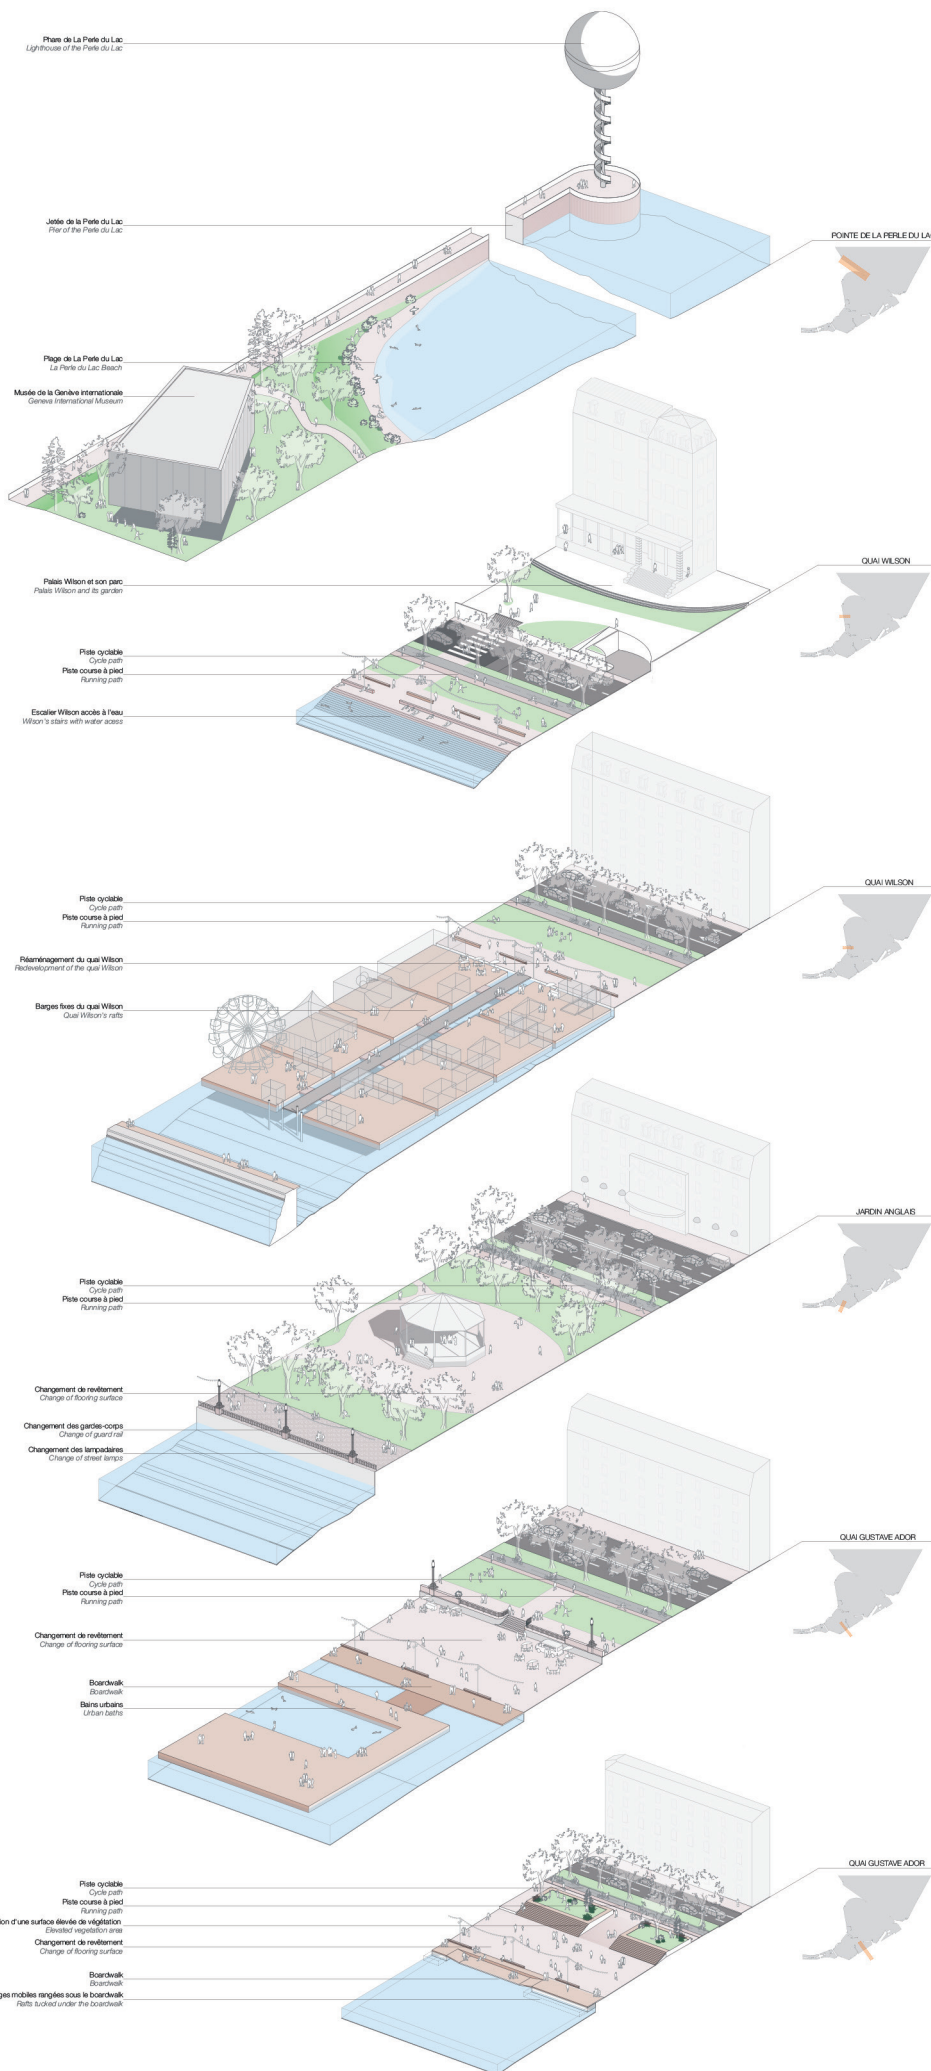 Phare de La Perle du Lac
Lighthouse of the Perle du Lac
Jetée de la Perle du Lac
Pier of the Perle du Lac
POINTE DE LA PERLE DU LAC
Plage de La Perle du Lac
La Perle du Lac Beach
Musée de la Genève internationale
Geneva International Museum
QUAI WILSON
Palais Wilson et son parc
Palais Wilson and its garden
Piste cyclable
Cycle path
Piste course à pied
Running path
Escalier Wilson accès à l'eau
Wilson's stairs with water acess
QUAI WILSON
Piste cyclable
Cycle path
Piste course à pied
Running path
Réaménagement du quai Wilson
Redevelopment of the quai Wilson
Barges fixes du quai Wilson
Quai Wilson's rafts
JARDIN ANGLAIS
Piste cyclable
Cycle path
Piste course à pied
Running path
Changement de revêtement
Change of flooring surface
Changement des gardes-corps
Change of guard rail
Changement des lampadaires
Change of street lamps
QUAI GUSTAVE ADOR
Piste cyclable
Cycle path
Piste course à pied
Running path
Changement de revêtement
Change of flooring surface
Boardwalk
Boardwalk
Bains urbains
Urban baths
QUAI GUSTAVE ADOR
Piste cyclable
Cycle path
Piste course à pied
Running path
d'une surface élevée de végétation
Elevated vegetation area
Changement de revêtement
Change of flooring surface
Boardwalk
Boardwalk
mobiles rangées sous le boardwalk
Rafts tucked under the boardwalk